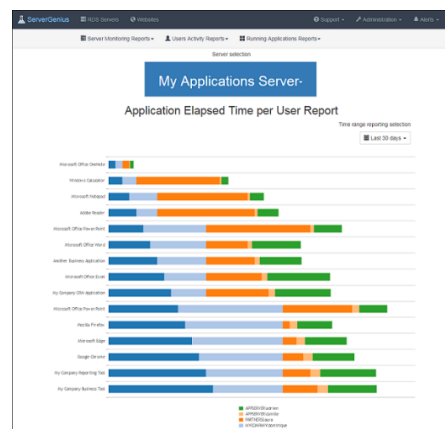 ServerGenius RDS Servers Websites Support Administration Alerts
Server Monitoring Reports Users Activity Reports Running Applications Reports
Server selection
My Applications Server
Application Elapsed Time per User Report
Time range reporting selection
Last 30 days
Microsoft Office OneNote
Windows Calculator
Microsoft Notepad
Adobe Reader
Microsoft Office PowerPoint
Microsoft Office Word
Another Business Application
Microsoft Office Excel
My Company CRM Application
Microsoft Office PowerPoint
Mozilla Firefox
Microsoft Edge
Google Chrome
My Company Reporting Tool
My Company Business Tool